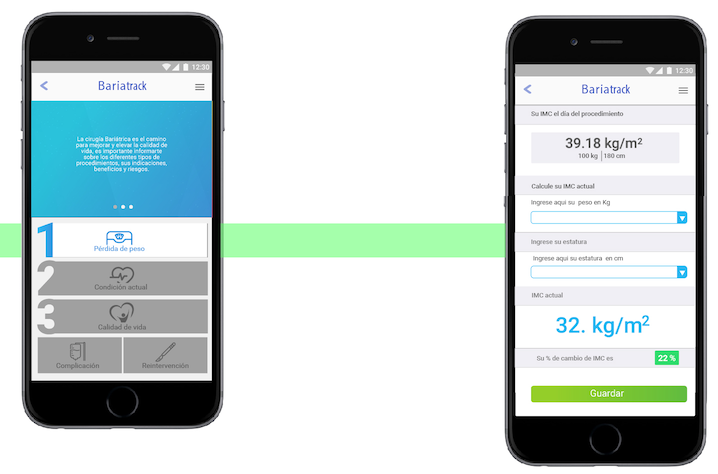 12:30
Bariatrack
La cirugía Bariátrica es el camino
para mejorar y elevar la calidad de
vida, es importante informarte
sobre los diferentes tipos de
procedimientos, sus indicaciones,
beneficios y riesgos.
1
Pérdida de peso
2
Condición actual
3
Calidad de vida
Complicación
Reintervención
12:30
Bariatrack
Su IMC el día del procedimiento
39.18 kg/m²
100 kg 180 cm
Calcule su IMC actual
Ingrese aqui su peso en Kg
Ingrese su estatura
Ingrese aqui su estatura en cm
IMC actual
32. kg/m²
Su % de cambio de IMC es 22 %
Guardar